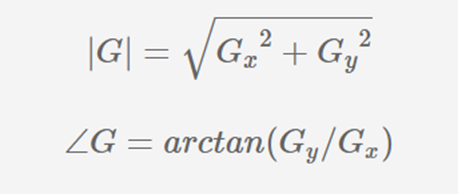 |G| = √(Gₓ² + Gᵧ²)
∠G = arctan(Gᵧ/Gₓ)